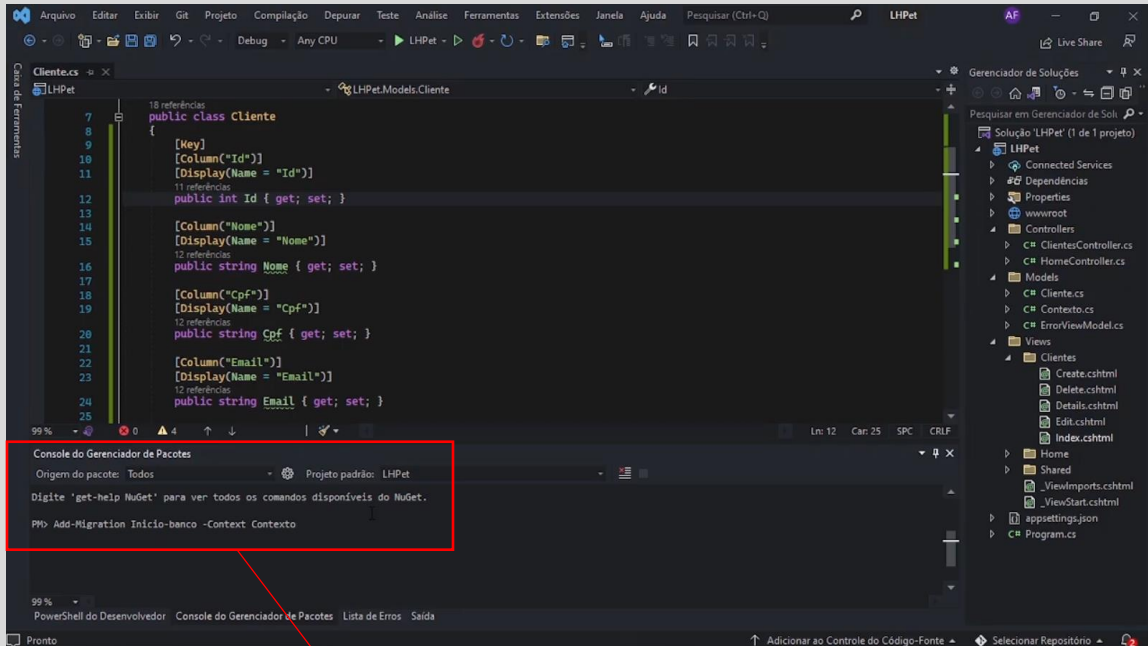 Arquivo Editar Exibir Git Projeto Compilação Depurar Teste Análise Ferramentas Extensões Janela Ajuda Pesquisar (Ctrl+Q) LHPet AF
Debug Any CPU LHPet Live Share
Caixa de Ferramentas
Cliente.cs
LHPet LHPet.Models.Cliente Id
18 referências
7 public class Cliente
8 {
9 [Key]
10 [Column("Id")]
11 [Display(Name = "Id")]
11 referências
12 public int Id { get; set; }
13
14 [Column("Nome")]
15 [Display(Name = "Nome")]
12 referências
16 public string Nome { get; set; }
17
18 [Column("Cpf")]
19 [Display(Name = "Cpf")]
12 referências
20 public string Cpf { get; set; }
21
22 [Column("Email")]
23 [Display(Name = "Email")]
12 referências
24 public string Email { get; set; }
25
99 % 0 4 Ln: 12 Car: 25 SPC CRLF
Console do Gerenciador de Pacotes
Origem do pacote: Todos Projeto padrão: LHPet
Digite 'get-help NuGet' para ver todos os comandos disponíveis do NuGet.
PM> Add-Migration Inicio-banco -Context Contexto
99 %
PowerShell do Desenvolvedor Console do Gerenciador de Pacotes Lista de Erros Saída
Gerenciador de Soluções
Pesquisar em Gerenciador de Solu
Solução 'LHPet' (1 de 1 projeto)
LHPet
Connected Services
Dependências
Properties
wwwroot
Controllers
C# ClientesController.cs
C# HomeController.cs
Models
C# Cliente.cs
C# Contexto.cs
C# ErrorViewModel.cs
Views
Clientes
Create.cshtml
Delete.cshtml
Details.cshtml
Edit.cshtml
Index.cshtml
Home
Shared
_ViewImports.cshtml
_ViewStart.cshtml
appsettings.json
C# Program.cs
Pronto Adicionar ao Controle do Código-Fonte Selecionar Repositório 2